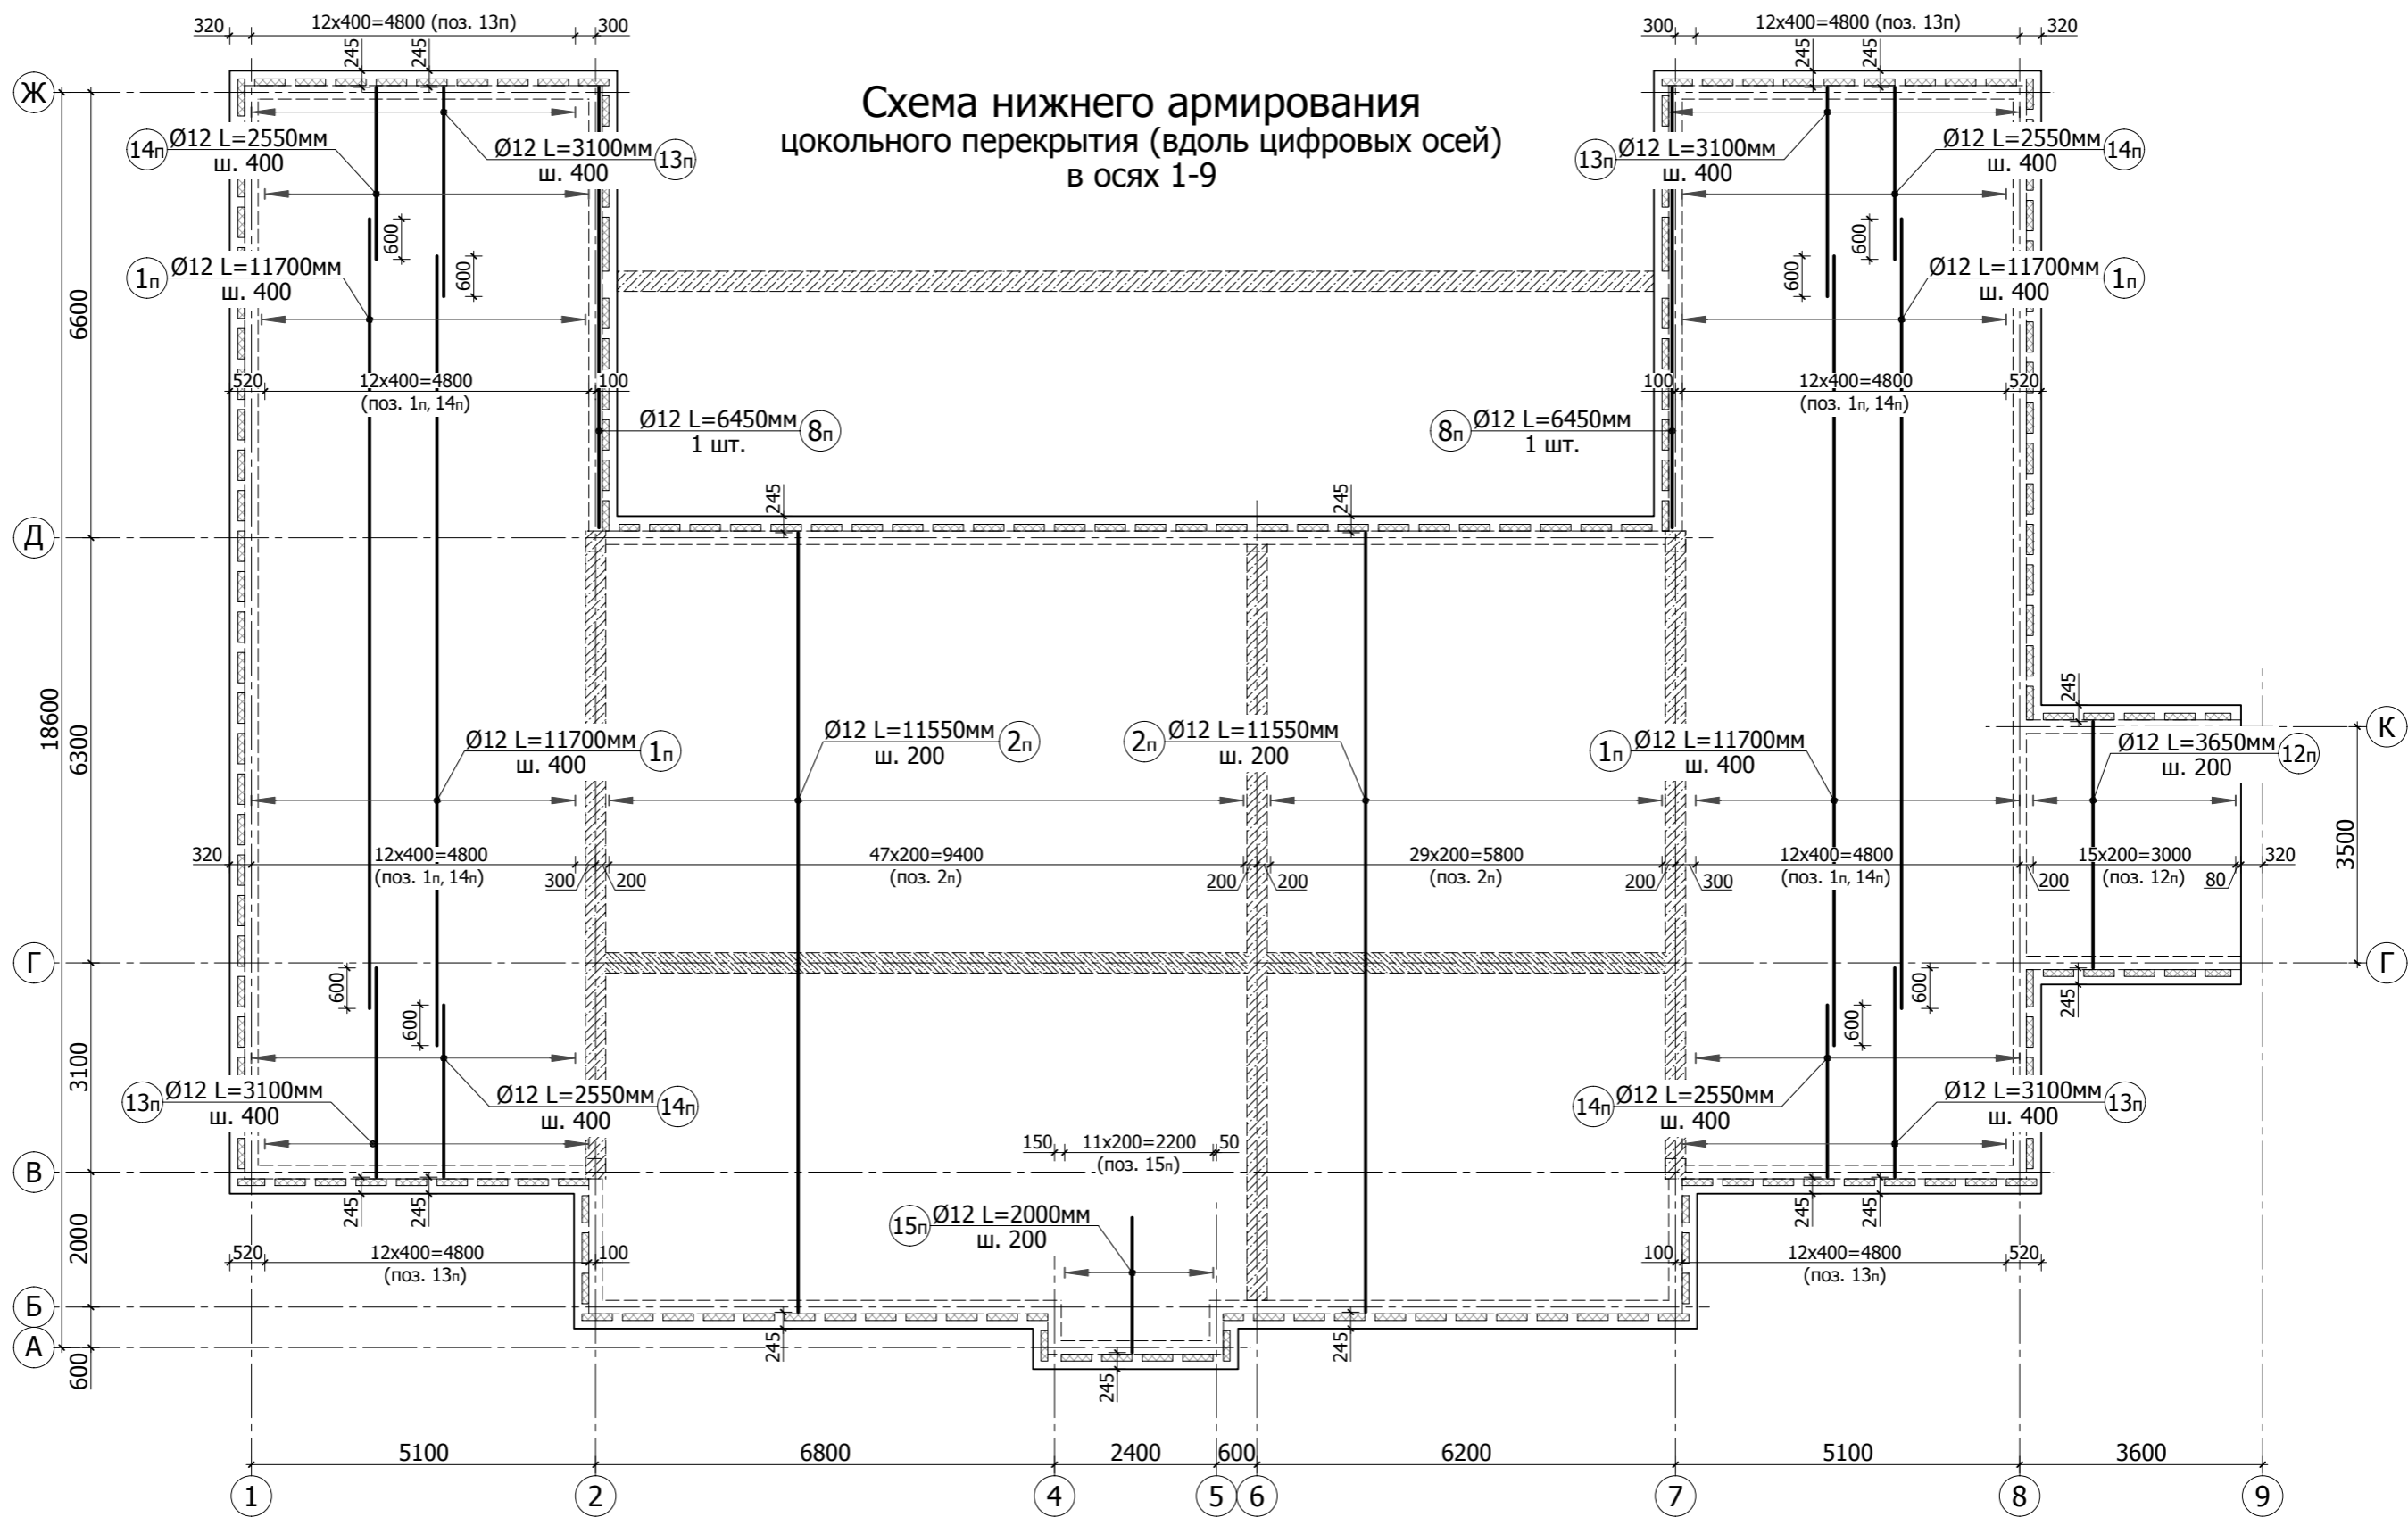 320
12х400=4800 (поз. 13п)
300
300
12х400=4800 (поз. 13п)
320
245
245
245
245
Схема нижнего армирования
цокольного перекрытия (вдоль цифровых осей)
в осях 1-9
Ж
14п
Ø12 L=2550мм
ш. 400
Ø12 L=3100мм
ш. 400
13п
13п
Ø12 L=3100мм
ш. 400
Ø12 L=2550мм
ш. 400
14п
600
600
600
600
1п
Ø12 L=11700мм
ш. 400
Ø12 L=11700мм
ш. 400
1п
6600
520
12х400=4800
(поз. 1п, 14п)
100
100
12х400=4800
(поз. 1п, 14п)
520
Ø12 L=6450мм
1 шт.
8п
8п
Ø12 L=6450мм
1 шт.
245
245
Д
18600
6300
245
К
Ø12 L=11700мм
ш. 400
1п
Ø12 L=11550мм
ш. 200
2п
2п
Ø12 L=11550мм
ш. 200
1п
Ø12 L=11700мм
ш. 400
Ø12 L=3650мм
ш. 200
12п
3500
320
12х400=4800
(поз. 1п, 14п)
300
200
47х200=9400
(поз. 2п)
200
200
29х200=5800
(поз. 2п)
200
300
12х400=4800
(поз. 1п, 14п)
200
15х200=3000
(поз. 12п)
80
320
Г
Г
600
600
600
600
245
3100
13п
Ø12 L=3100мм
ш. 400
Ø12 L=2550мм
ш. 400
14п
14п
Ø12 L=2550мм
ш. 400
Ø12 L=3100мм
ш. 400
13п
150
11х200=2200
(поз. 15п)
50
В
245
245
245
245
15п
Ø12 L=2000мм
ш. 200
2000
520
12х400=4800
(поз. 13п)
100
100
12х400=4800
(поз. 13п)
520
Б
А
245
245
245
600
5100
6800
2400
600
6200
5100
3600
1
2
4
5
6
7
8
9